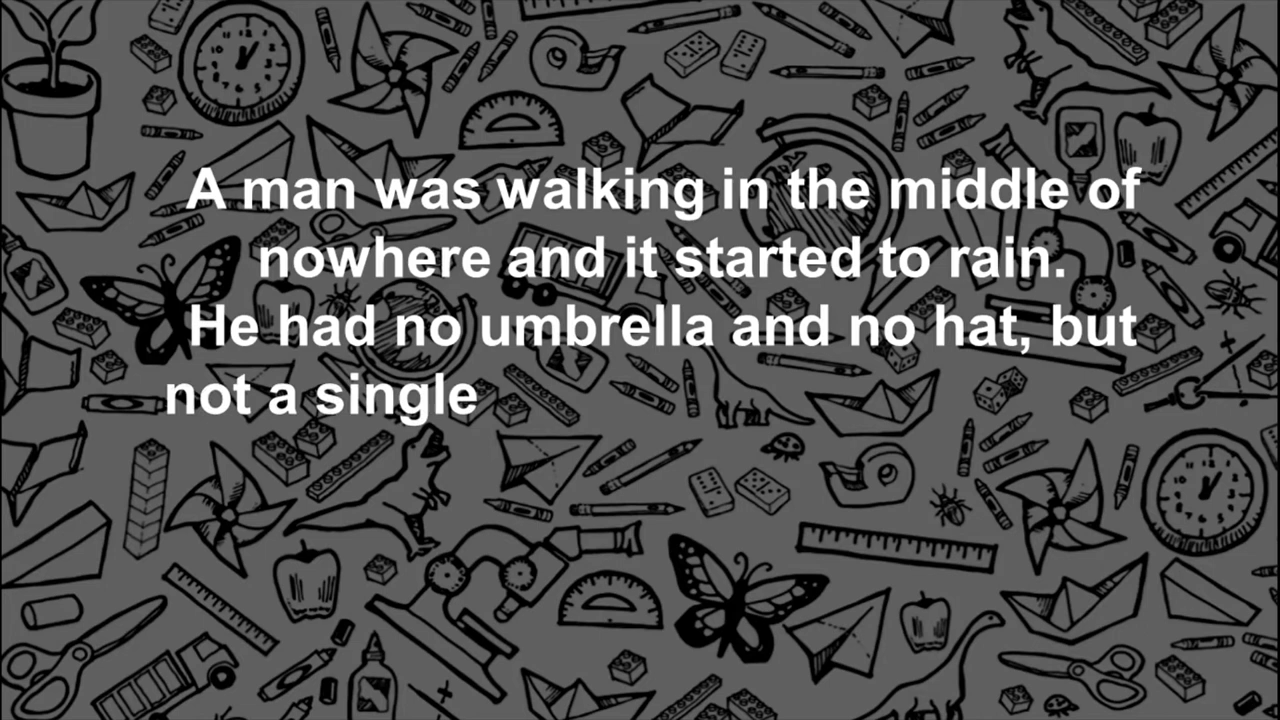 A man was walking in the middle of
nowhere and it started to rain.
He had no umbrella and no hat, but
not a single